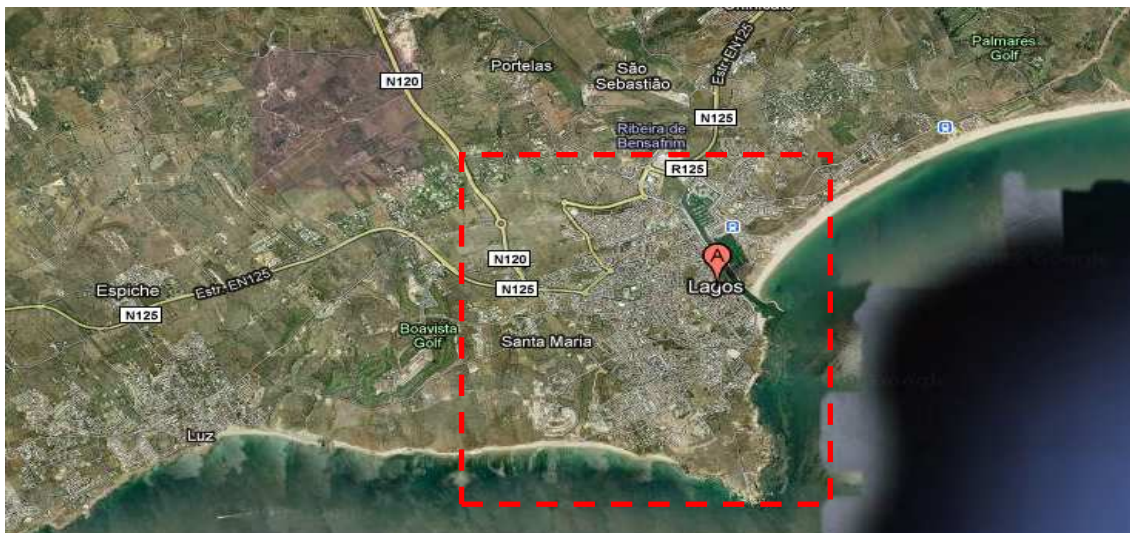 Palmares
Golf
Portelas
São
Sebastião
Estr. EN125
N120
N125
Ribeira de
Bensafrim
R125
A
Lagos
N120
N125
Espiche
N125
Estr. EN125
Boavista
Golf
Santa Maria
Luz